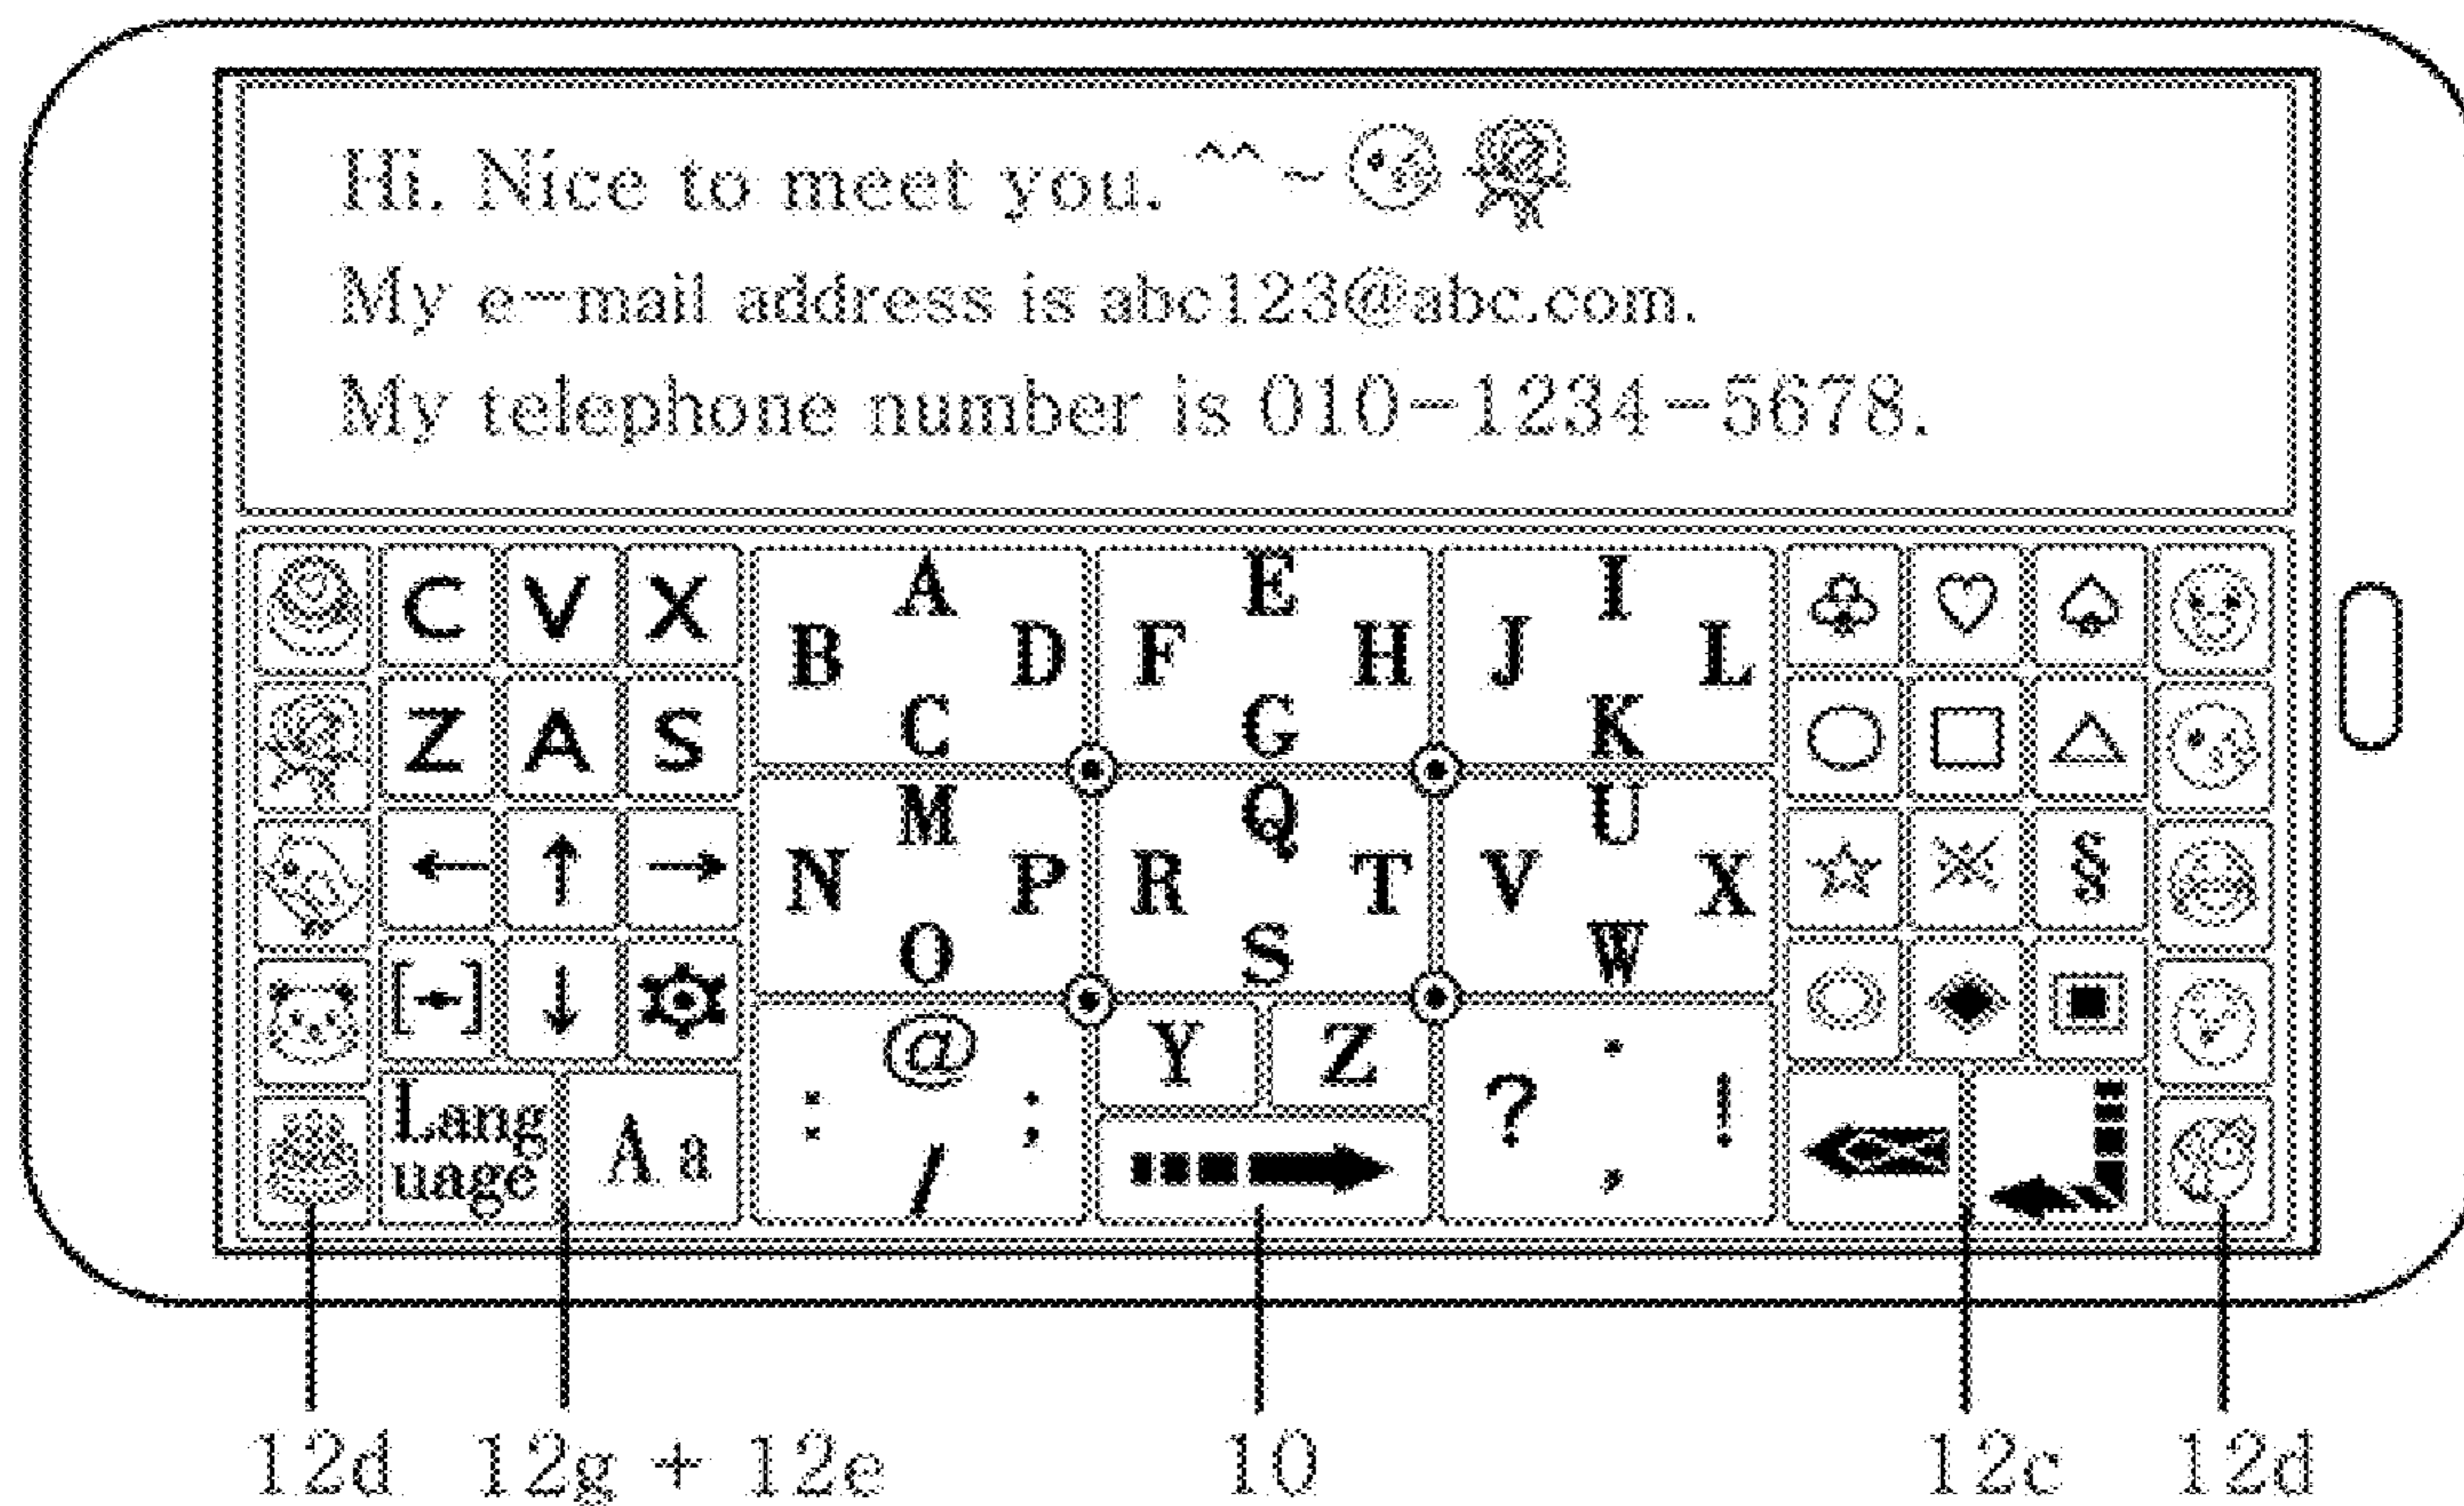 Hi. Nice to meet you. ^^~
My e-mail address is abc123@abc.com.
My telephone number is 010-1234-5678.
C V X A E I
B D F H J L
Z A S C G K
← ↑ → M Q U § 
N P R T V X
[ ] ↓ O S W
@ Y Z .
: ; ? !
Language A a / ,
12d 12g + 12e 10 12c 12d